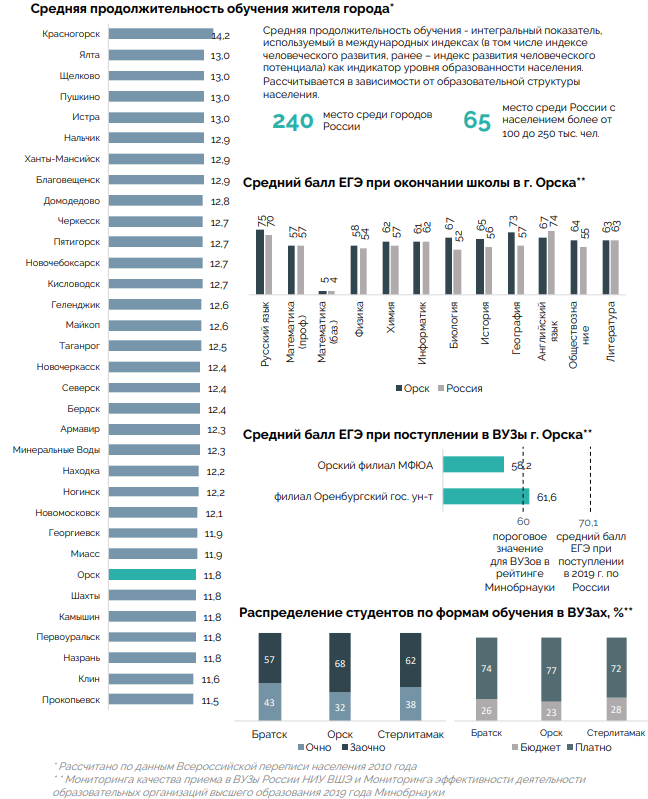 Средняя продолжительность обучения жителя города*
Красногорск 14,2
Ялта 13,0
Щелково 13,0
Пушкино 13,0
Истра 13,0
Нальчик 12,9
Ханты-Мансийск 12,9
Благовещенск 12,9
Домодедово 12,8
Черкесск 12,7
Пятигорск 12,7
Новочебоксарск 12,7
Кисловодск 12,7
Геленджик 12,6
Майкоп 12,6
Таганрог 12,5
Новочеркасск 12,4
Северск 12,4
Бердск 12,4
Армавир 12,3
Минеральные Воды 12,3
Находка 12,2
Ногинск 12,2
Новомосковск 12,1
Георгиевск 11,9
Миасс 11,9
Орск 11,8
Шахты 11,8
Камышин 11,8
Первоуральск 11,8
Назрань 11,8
Клин 11,6
Прокопьевск 11,5
Средняя продолжительность обучения - интегральный показатель,
используемый в международных индексах (в том числе индексе
человеческого развития, ранее – индекс развития человеческого
потенциала) как индикатор уровня образованности населения.
Рассчитывается в зависимости от образовательной структуры
населения.
240 место среди городов
России
65 место среди России с
населением более от
100 до 250 тыс. чел.
Средний балл ЕГЭ при окончании школы в г. Орска**
75 70 57 57 5 4 58 54 62 57 61 62 67 52 65 56 73 57 67 74 64 55 63 63
Русский язык
Математика
(проф.)
Математика
(баз.)
Физика
Химия
Информатик
Биология
История
География
Английский
язык
Обществозна
ние
Литература
Орск Россия
Средний балл ЕГЭ при поступлении в ВУЗы г. Орска**
Орский филиал МФЮА 58,2
филиал Оренбургский гос. ун-т 61,6
60
пороговое
значение
для ВУЗов в
рейтинге
Минобрнауки
70,1
средний балл
ЕГЭ при
поступлении
в 2019 г. по
России
Распределение студентов по формам обучения в ВУЗах, %**
57 68 62
43 32 38
Братск Орск Стерлитамак
Очно Заочно
74 77 72
26 23 28
Братск Орск Стерлитамак
Бюджет Платно
* Рассчитано по данным Всероссийской переписи населения 2010 года
** Мониторинга качества приема в ВУЗы России НИУ ВШЭ и Мониторинга эффективности деятельности
образовательных организаций высшего образования 2019 года Минобрнауки